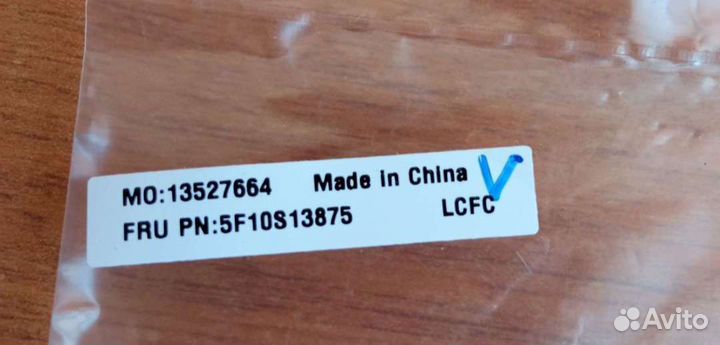 MO:13527664 Made in China
FRU PN:5F10S13875 LCFC
Avito